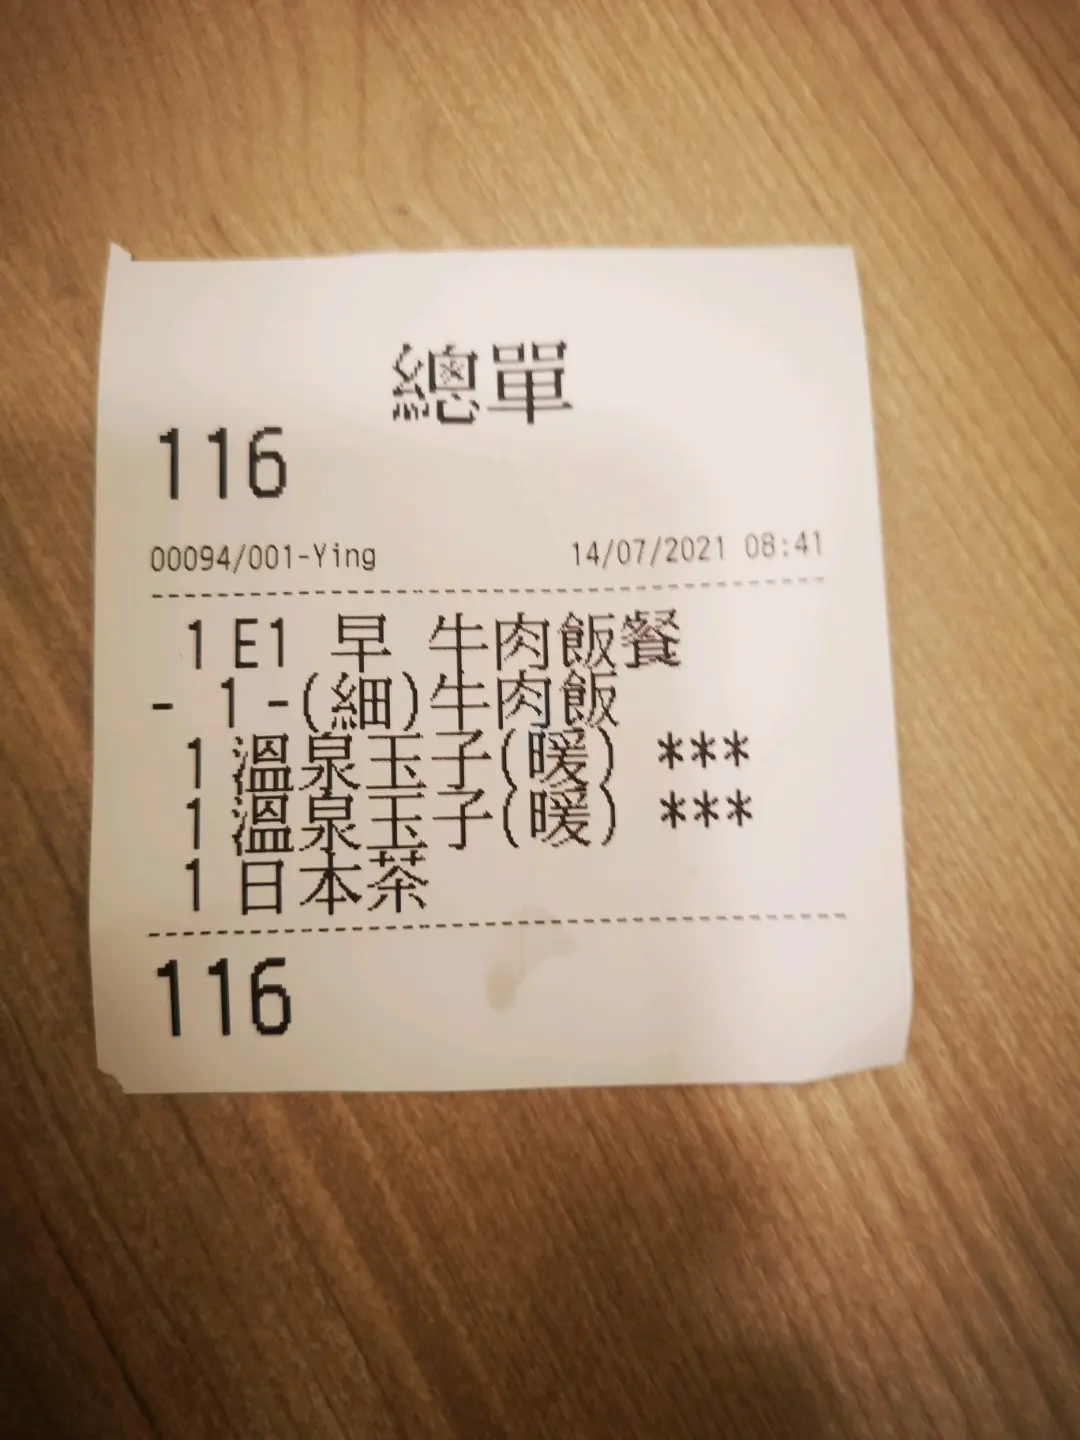 總單
116
00094/001-Ying 14/07/2021 08:41
1 E1 早 牛肉飯餐
- 1 -(細)牛肉飯
1 溫泉玉子(暖) ***
1 溫泉玉子(暖) ***
1 日本茶
116